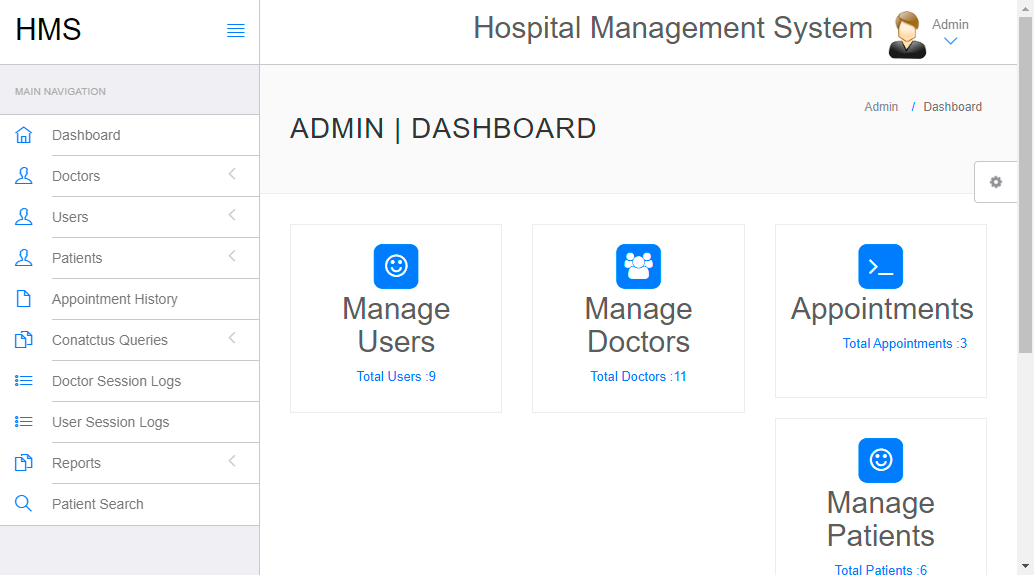 HMS
Hospital Management System
Admin
MAIN NAVIGATION
Dashboard
Doctors
Users
Patients
Appointment History
Conatctus Queries
Doctor Session Logs
User Session Logs
Reports
Patient Search
ADMIN | DASHBOARD
Admin / Dashboard
Manage
Users
Total Users :9
Manage
Doctors
Total Doctors :11
Appointments
Total Appointments :3
Manage
Patients
Total Patients :6